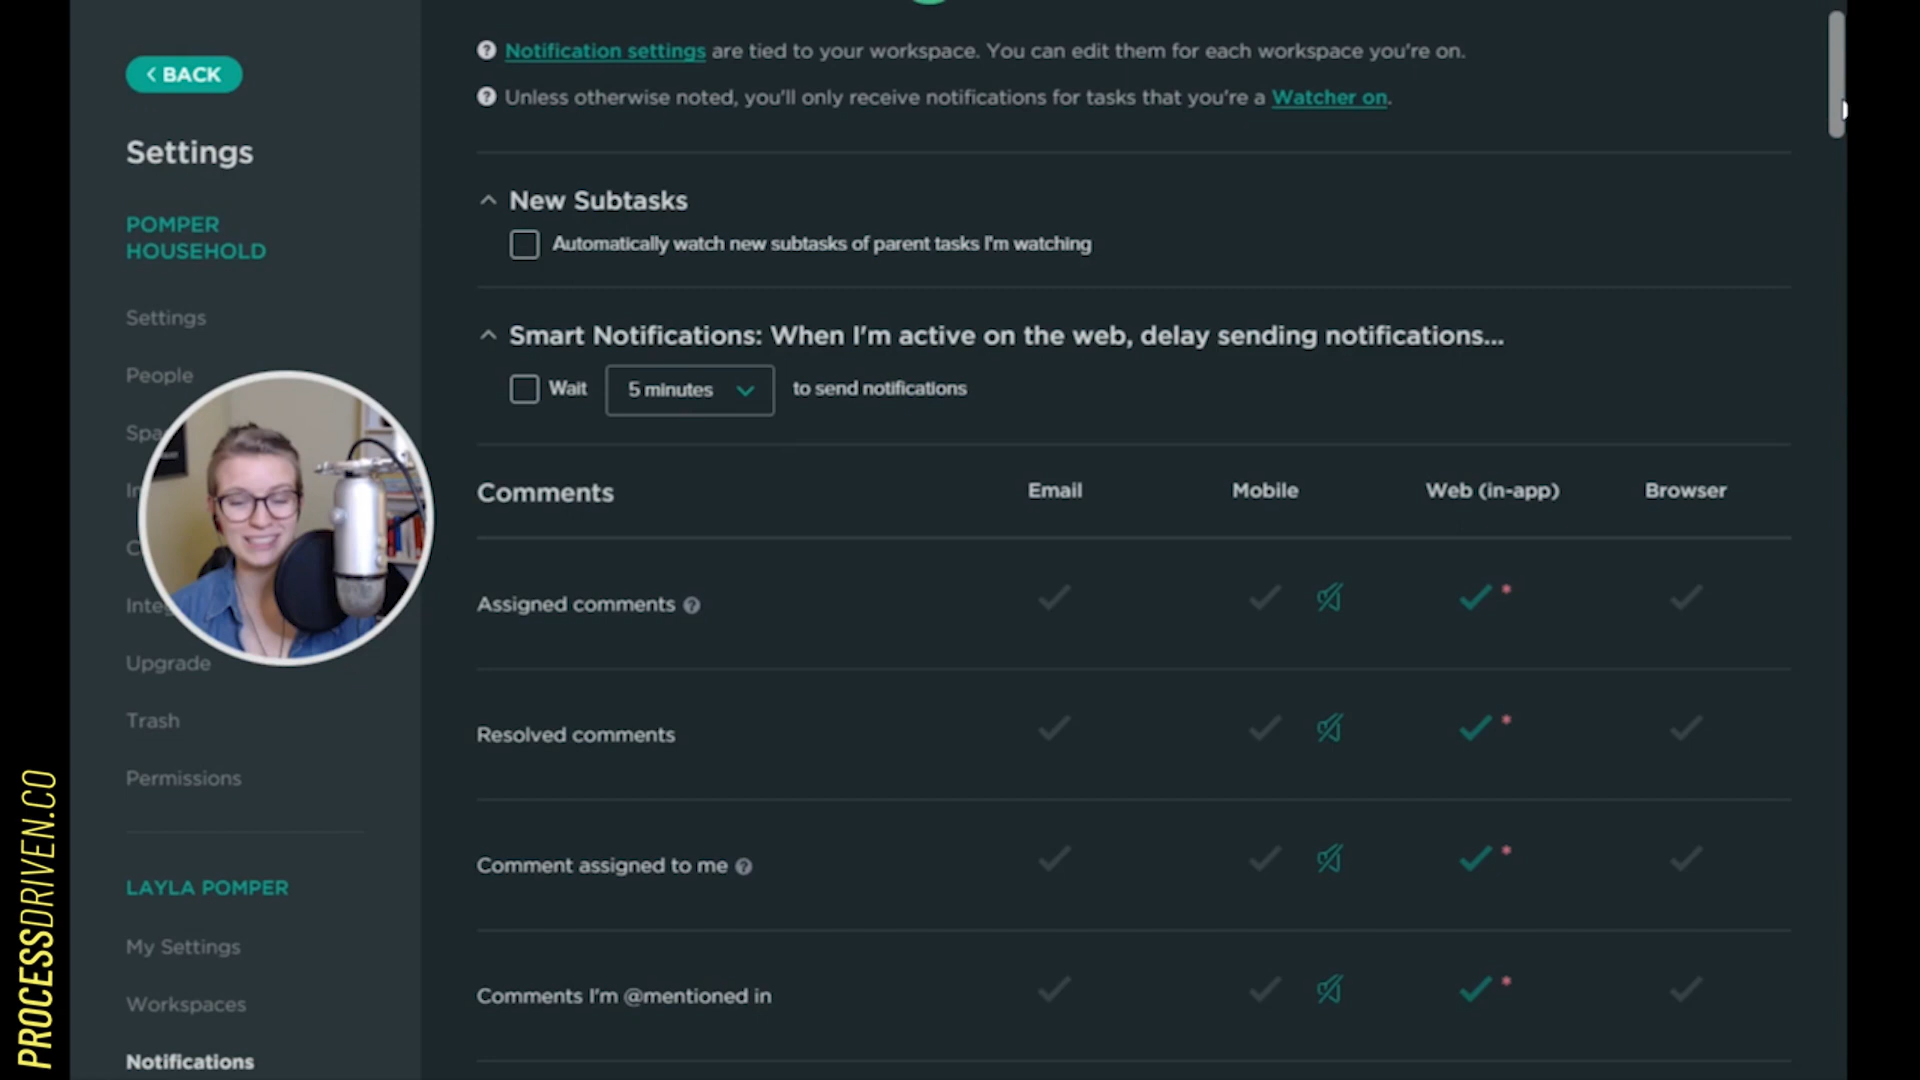 BACK
Settings
POMPER
HOUSEHOLD
Settings
People
Upgrade
Trash
Permissions
LAYLA POMPER
My Settings
Workspaces
Notifications
Notification settings are tied to your workspace. You can edit them for each workspace you're on.
Unless otherwise noted, you'll only receive notifications for tasks that you're a Watcher on.
New Subtasks
Automatically watch new subtasks of parent tasks I'm watching
Smart Notifications: When I'm active on the web, delay sending notifications...
Wait 5 minutes to send notifications
Comments Email Mobile Web (in-app) Browser
Assigned comments
Resolved comments
Comment assigned to me
Comments I'm @mentioned in
PROCESSDRIVEN.CO